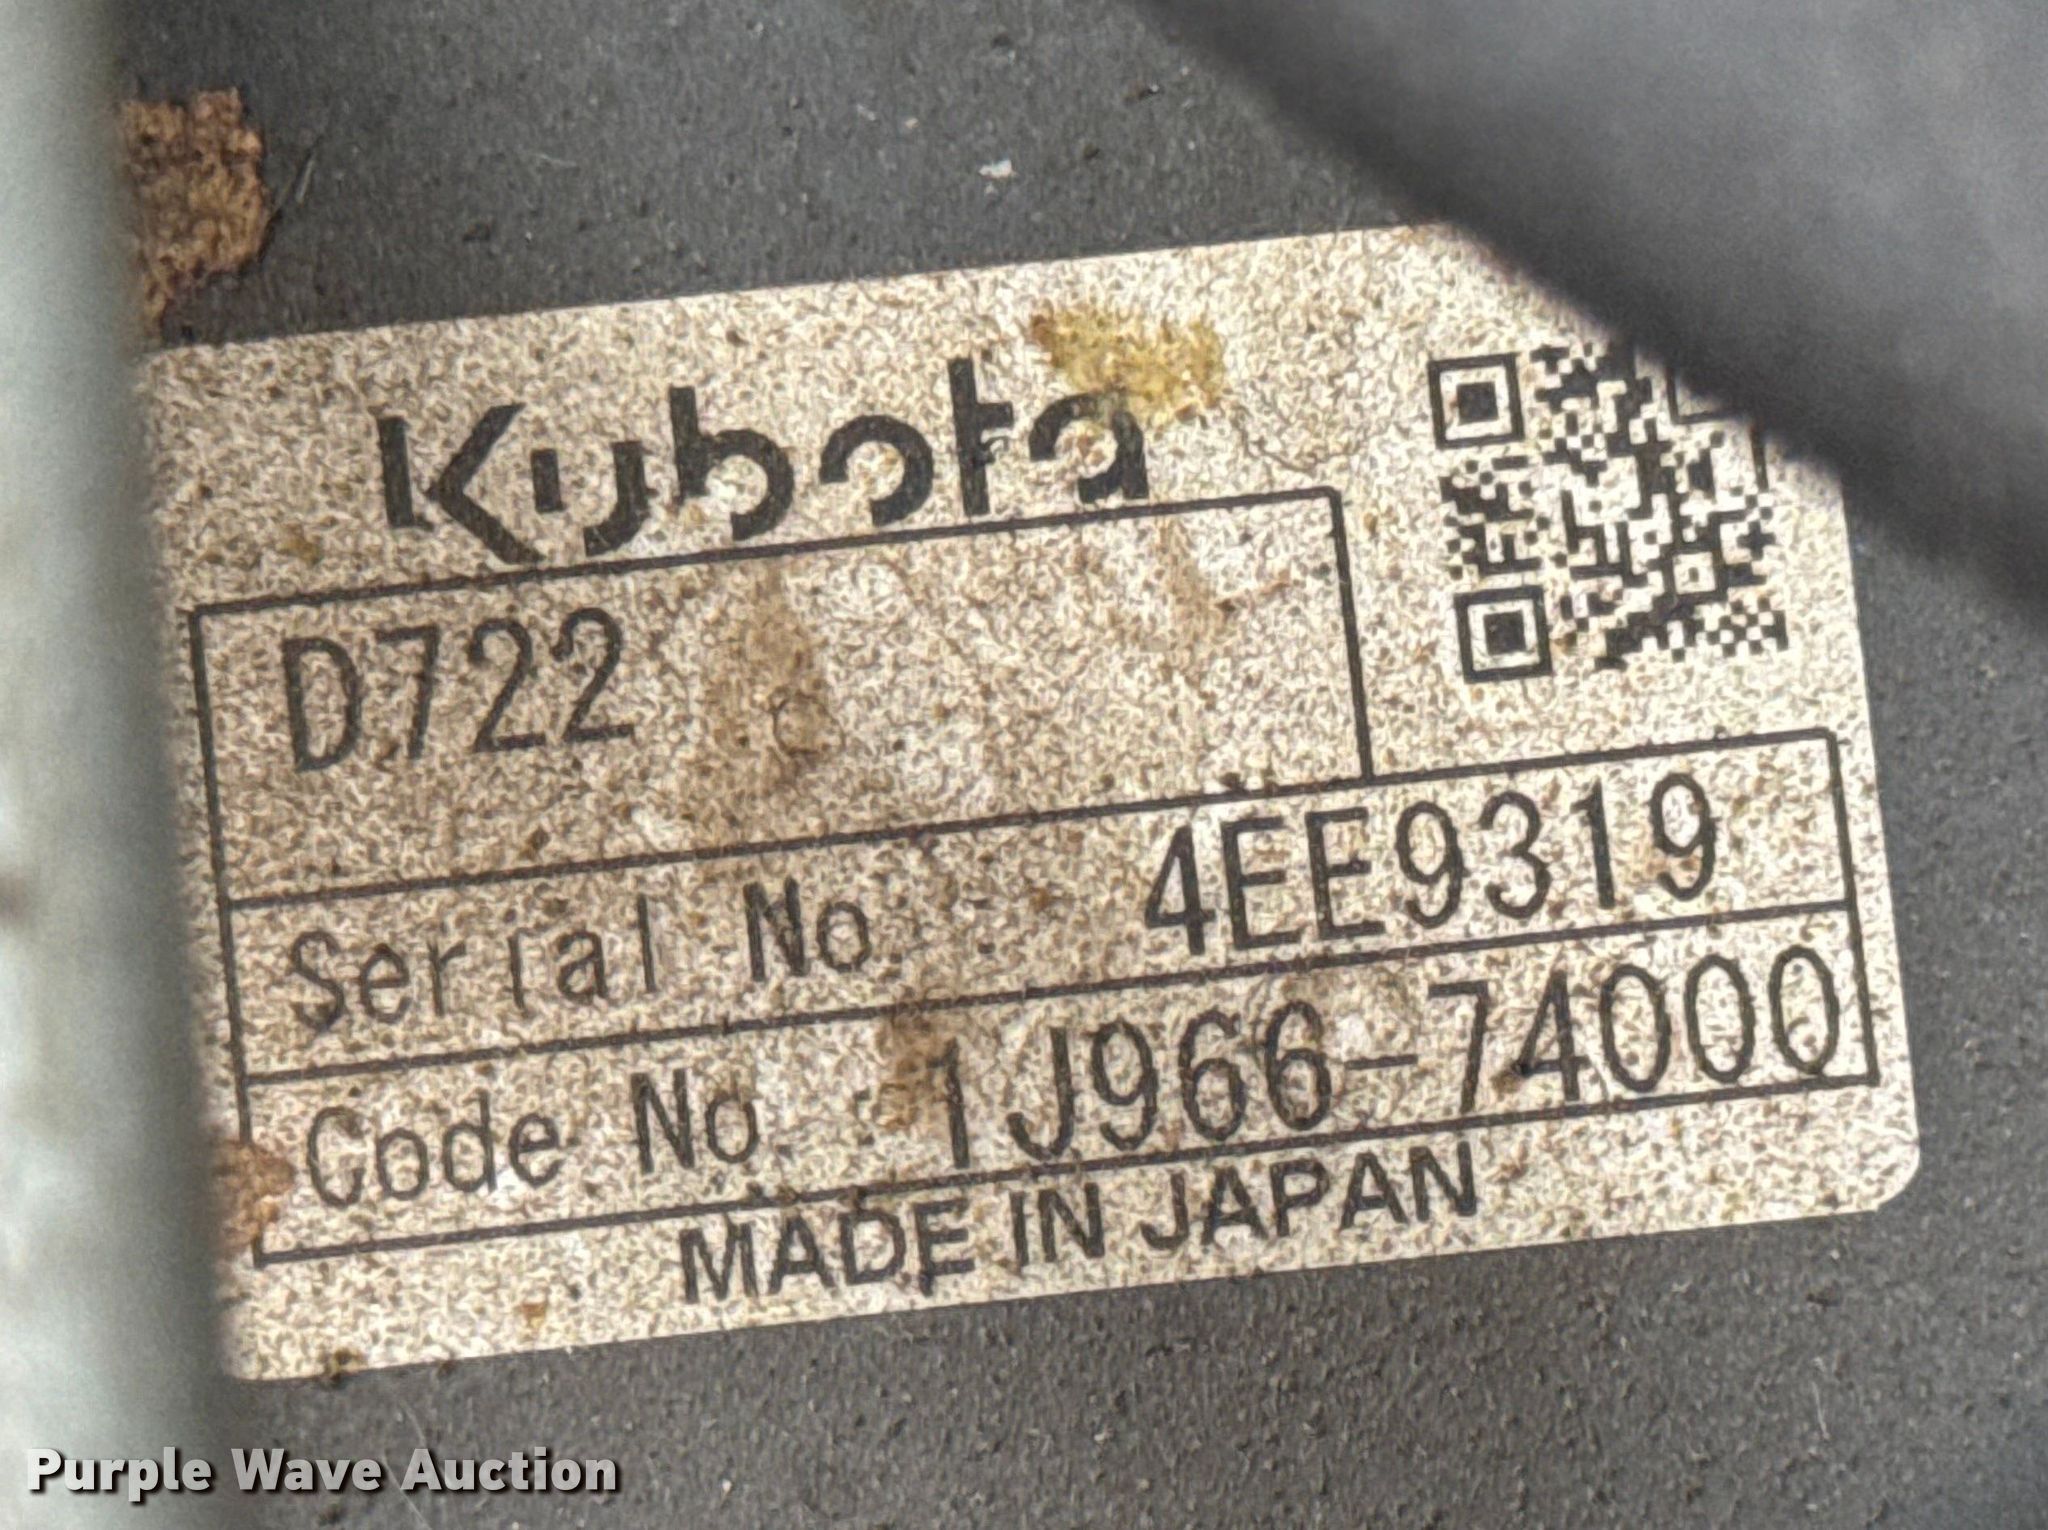 Kubota
D722
Serial No 4EE9319
Code No 1J966-74000
MADE IN JAPAN
Purple Wave Auction